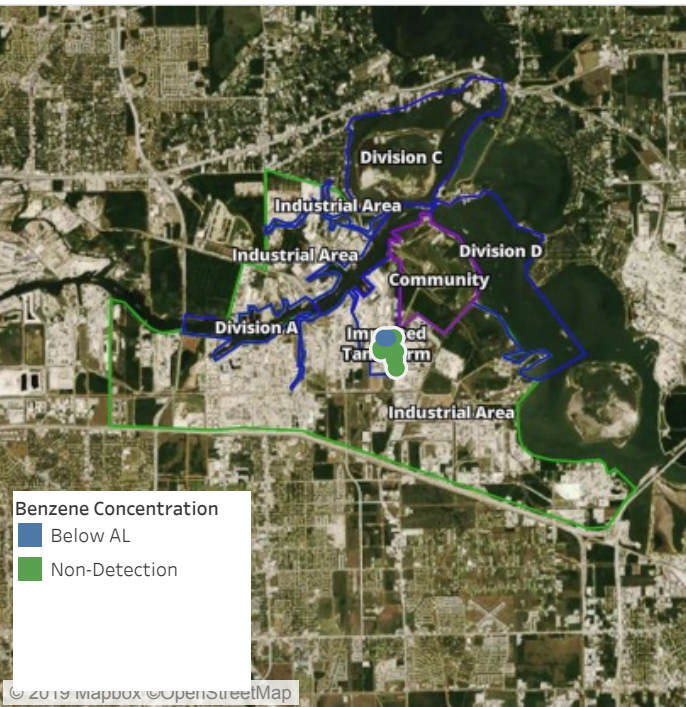 Division C
Industrial Area
Industrial Area
Division D
Community
Division A
Industrial Area
Benzene Concentration
Below AL
Non-Detection
© 2019 Mapbox ©OpenStreetMap